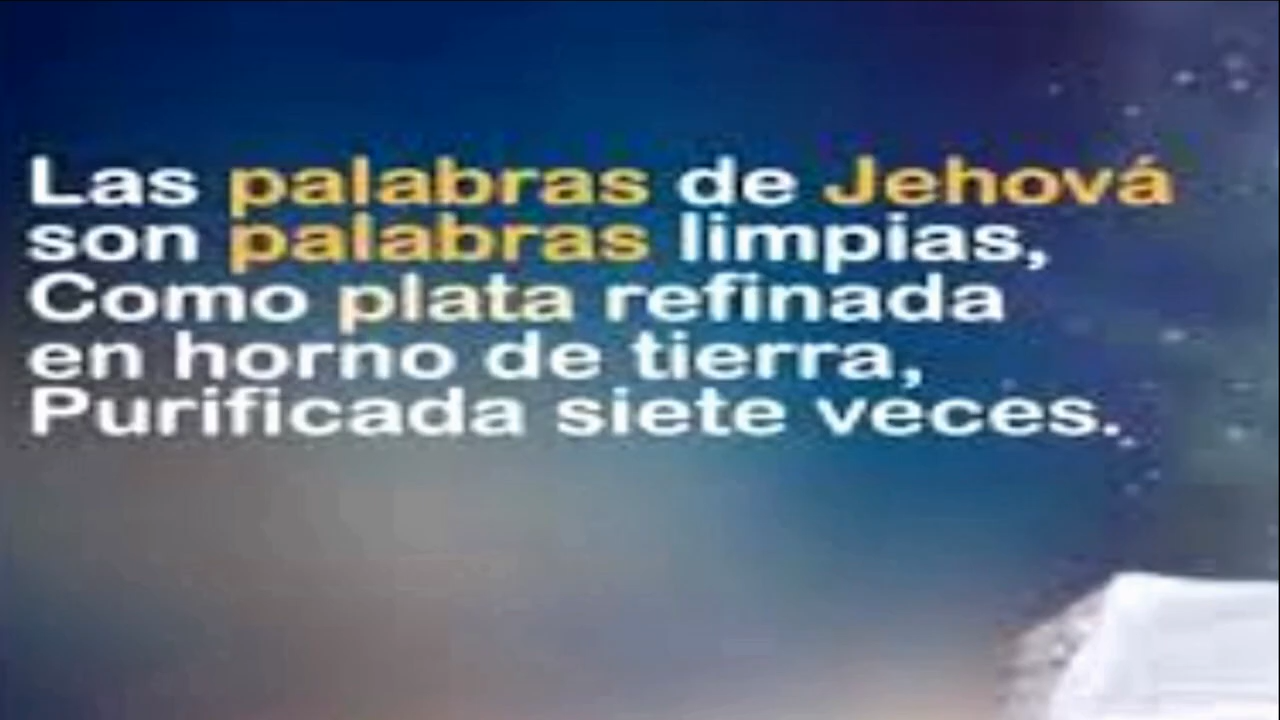 Las palabras de Jehová
son palabras limpias,
Como plata refinada
en horno de tierra,
Purificada siete veces.